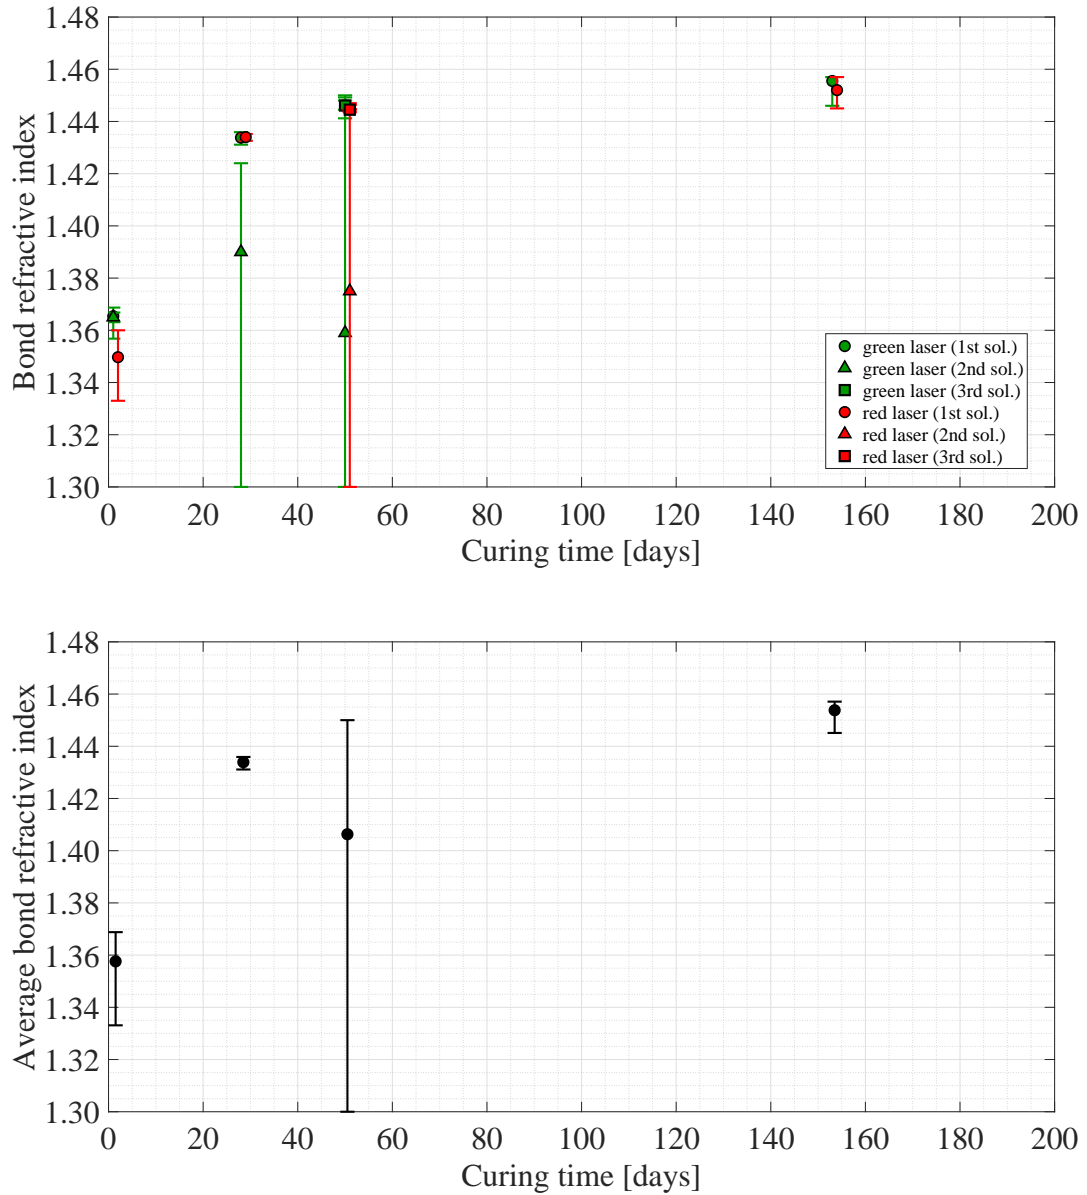 1.48
1.46
1.44
1.42
1.40
1.38
1.36
1.34
1.32
1.30
Bond refractive index
green laser (1st sol.)
green laser (2nd sol.)
green laser (3rd sol.)
red laser (1st sol.)
red laser (2nd sol.)
red laser (3rd sol.)
0 20 40 60 80 100 120 140 160 180 200
Curing time [days]
1.48
1.46
1.44
1.42
1.40
1.38
1.36
1.34
1.32
1.30
Average bond refractive index
0 20 40 60 80 100 120 140 160 180 200
Curing time [days]